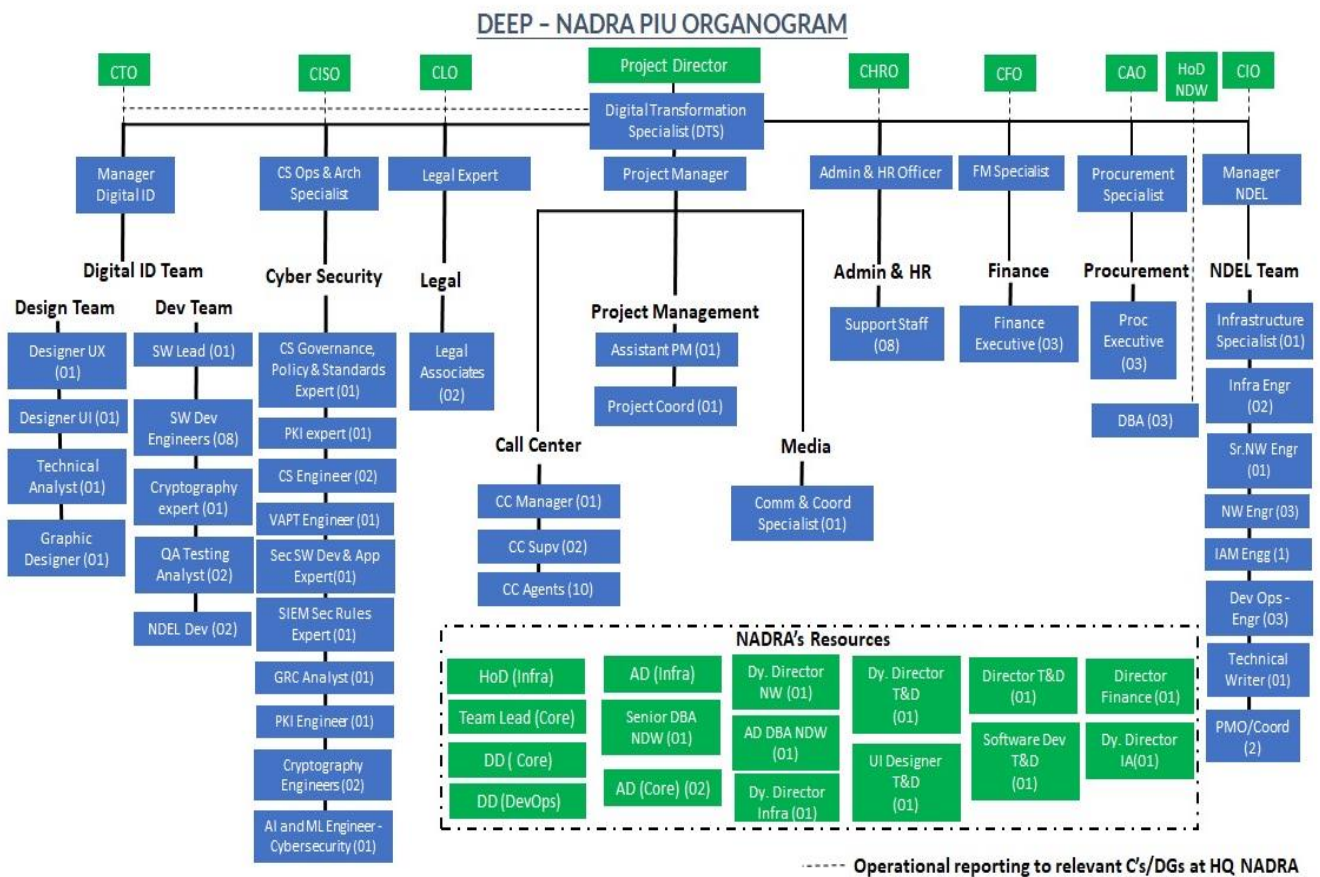 DEEP – NADRA PIU ORGANOGRAM
CTO
CISO
CLO
Project Director
CHRO
CFO
CAO
HoD
NDW
CIO
Digital Transformation
Specialist (DTS)
Manager
Digital ID
CS Ops & Arch
Specialist
Legal Expert
Project Manager
Admin & HR Officer
FM Specialist
Procurement
Specialist
Manager
NDEL
Digital ID Team
Design Team
Designer UX
(01)
Designer UI (01)
Technical
Analyst (01)
Graphic
Designer (01)
Dev Team
SW Lead (01)
SW Dev
Engineers (08)
Cryptography
expert (01)
QA Testing
Analyst (02)
NDEL Dev (02)
Cyber Security
CS Governance,
Policy & Standards
Expert (01)
PKI expert (01)
CS Engineer (02)
VAPT Engineer (01)
Sec SW Dev & App
Expert(01)
SIEM Sec Rules
Expert (01)
GRC Analyst (01)
PKI Engineer (01)
Cryptography
Engineers (02)
AI and ML Engineer -
Cybersecurity (01)
Legal
Legal
Associates
(02)
Call Center
CC Manager (01)
CC Supv (02)
CC Agents (10)
Project Management
Assistant PM (01)
Project Coord (01)
Media
Comm & Coord
Specialist (01)
Admin & HR
Support Staff
(08)
Finance
Finance
Executive (03)
Procurement
Proc
Executive
(03)
DBA (03)
NDEL Team
Infrastructure
Specialist (01)
Infra Engr
(02)
Sr.NW Engr
(01)
NW Engr (03)
IAM Engg (1)
Dev Ops -
Engr (03)
Technical
Writer (01)
PMO/Coord
(2)
NADRA's Resources
HoD (Infra)
Team Lead (Core)
DD ( Core)
DD (DevOps)
AD (Infra)
Senior DBA
NDW (01)
AD (Core) (02)
Dy. Director
NW (01)
AD DBA NDW
(01)
Dy. Director
Infra (01)
Dy. Director
T&D
(01)
UI Designer
T&D
(01)
Director T&D
(01)
Software Dev
T&D
(01)
Director
Finance (01)
Dy. Director
IA(01)
----- Operational reporting to relevant C's/DGs at HQ NADRA